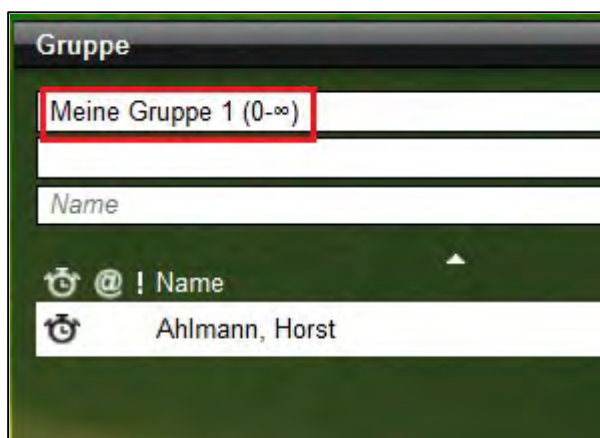 Gruppe
Meine Gruppe 1 (0-∞)
Name
@ ! Name
Ahlmann, Horst